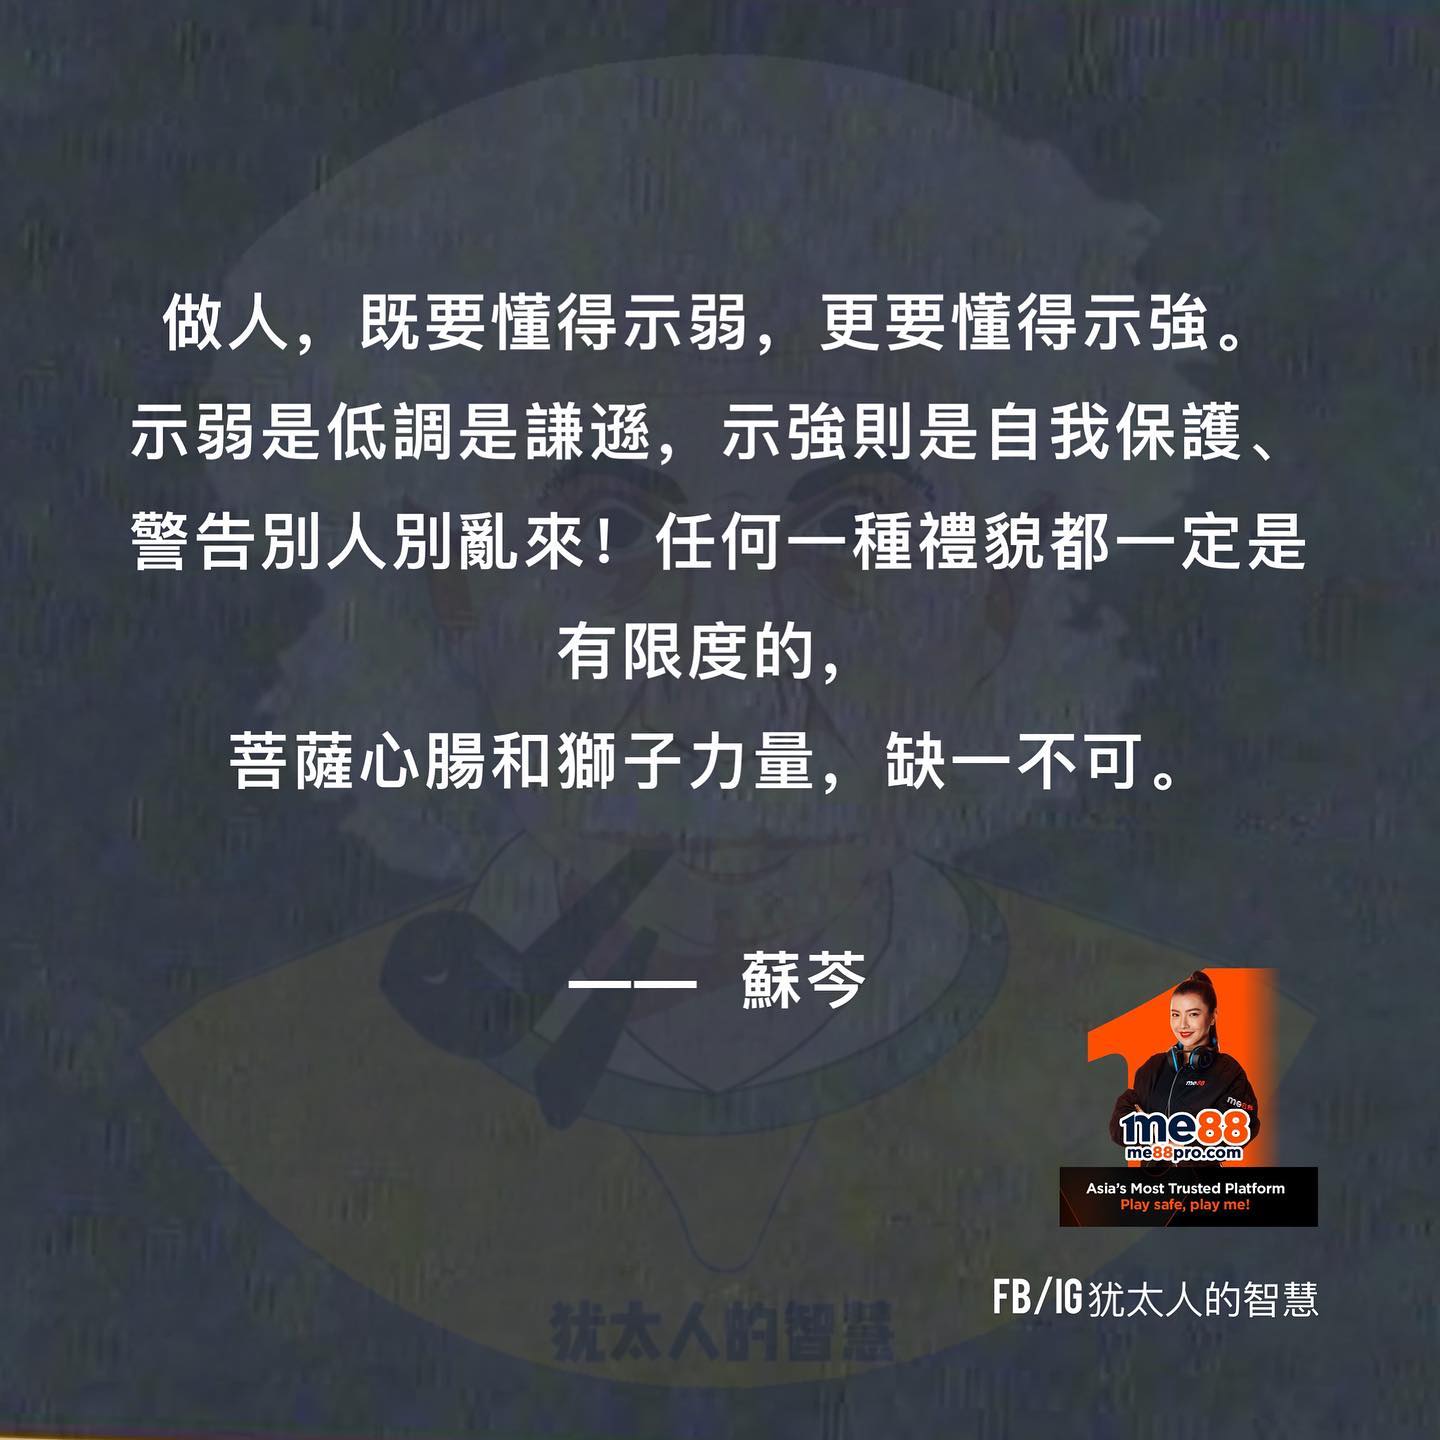 做人，既要懂得示弱，更要懂得示強。
示弱是低調是謙遜，示強則是自我保護、
警告別人別亂來！任何一種禮貌都一定是
有限度的，
菩薩心腸和獅子力量，缺一不可。
—— 蘇芩
me88
me88
1me88
me88pro.com
Asia's Most Trusted Platform
Play safe, play me!
FB/IG犹太人的智慧
犹太人的智慧